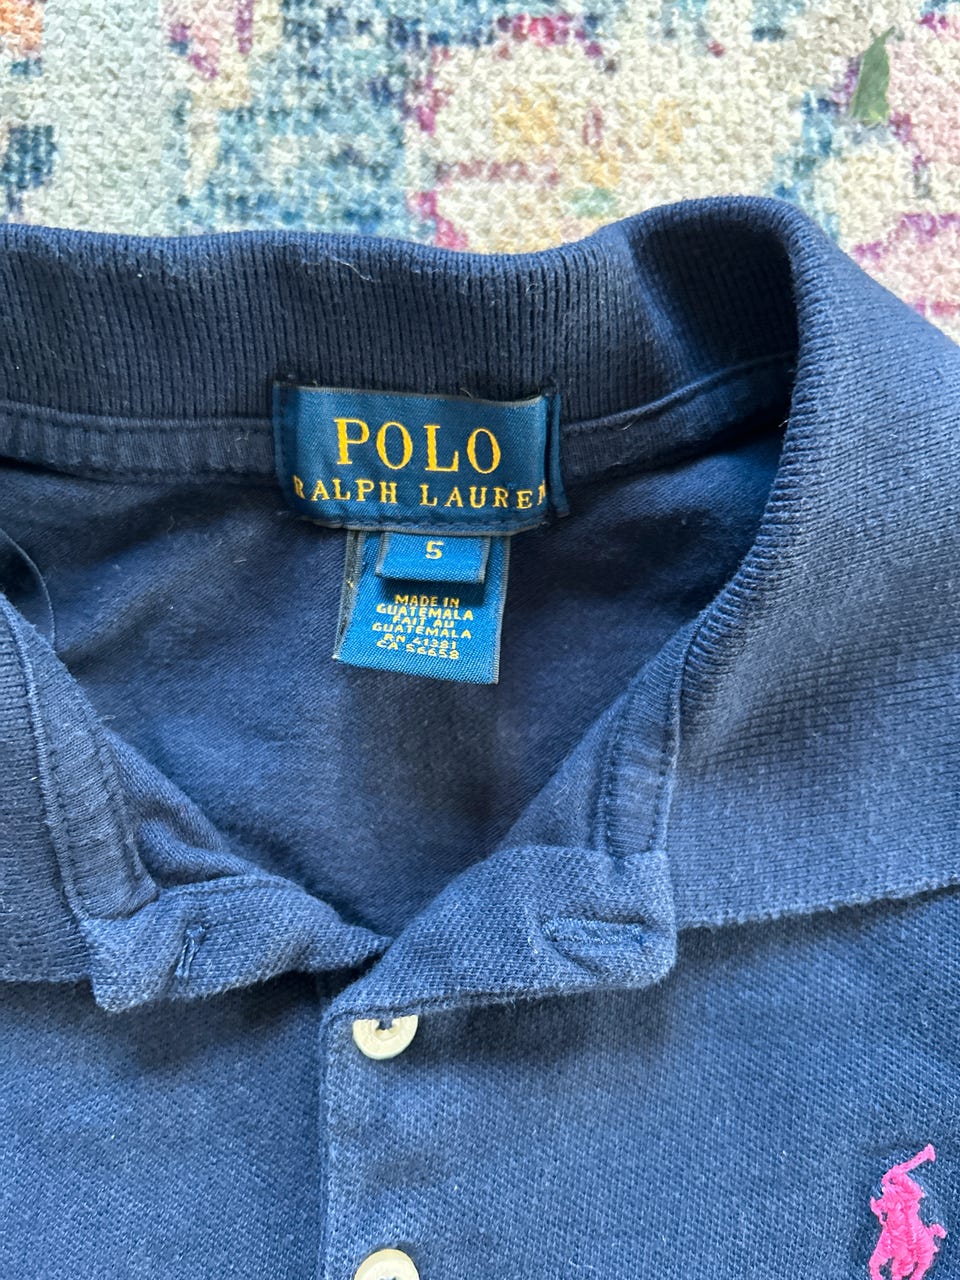 POLO
RALPH LAUREN
5
MADE IN
GUATEMALA
FAIT AU
GUATEMALA
RN 41381
CA 56658